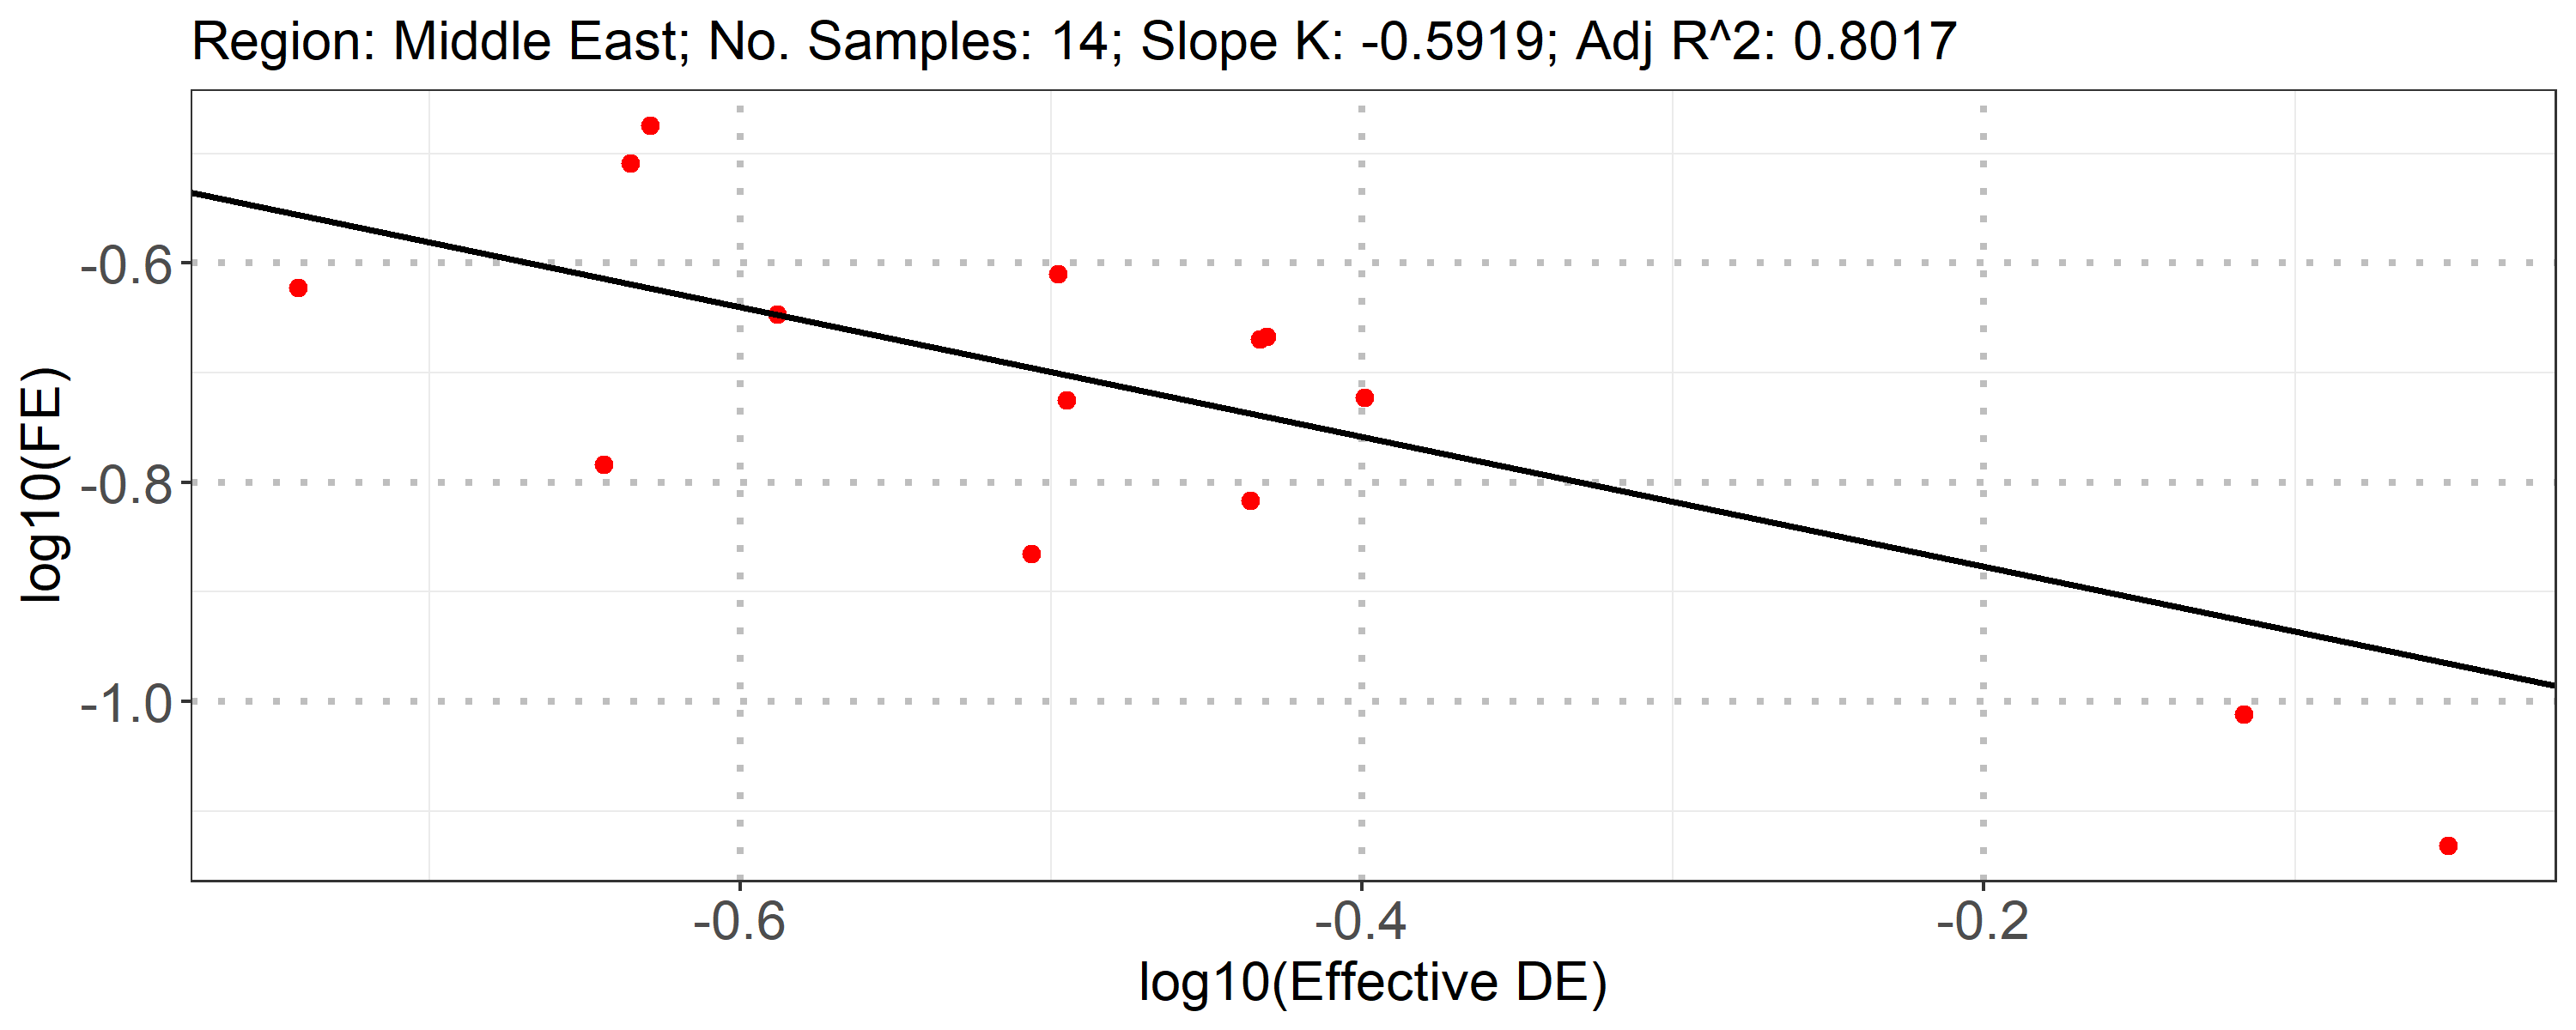 Region: Middle East; No. Samples: 14; Slope K: -0.5919; Adj R^2: 0.8017
log10(FE)
-0.6
-0.8
-1.0
-0.6
-0.4
-0.2
log10(Effective DE)